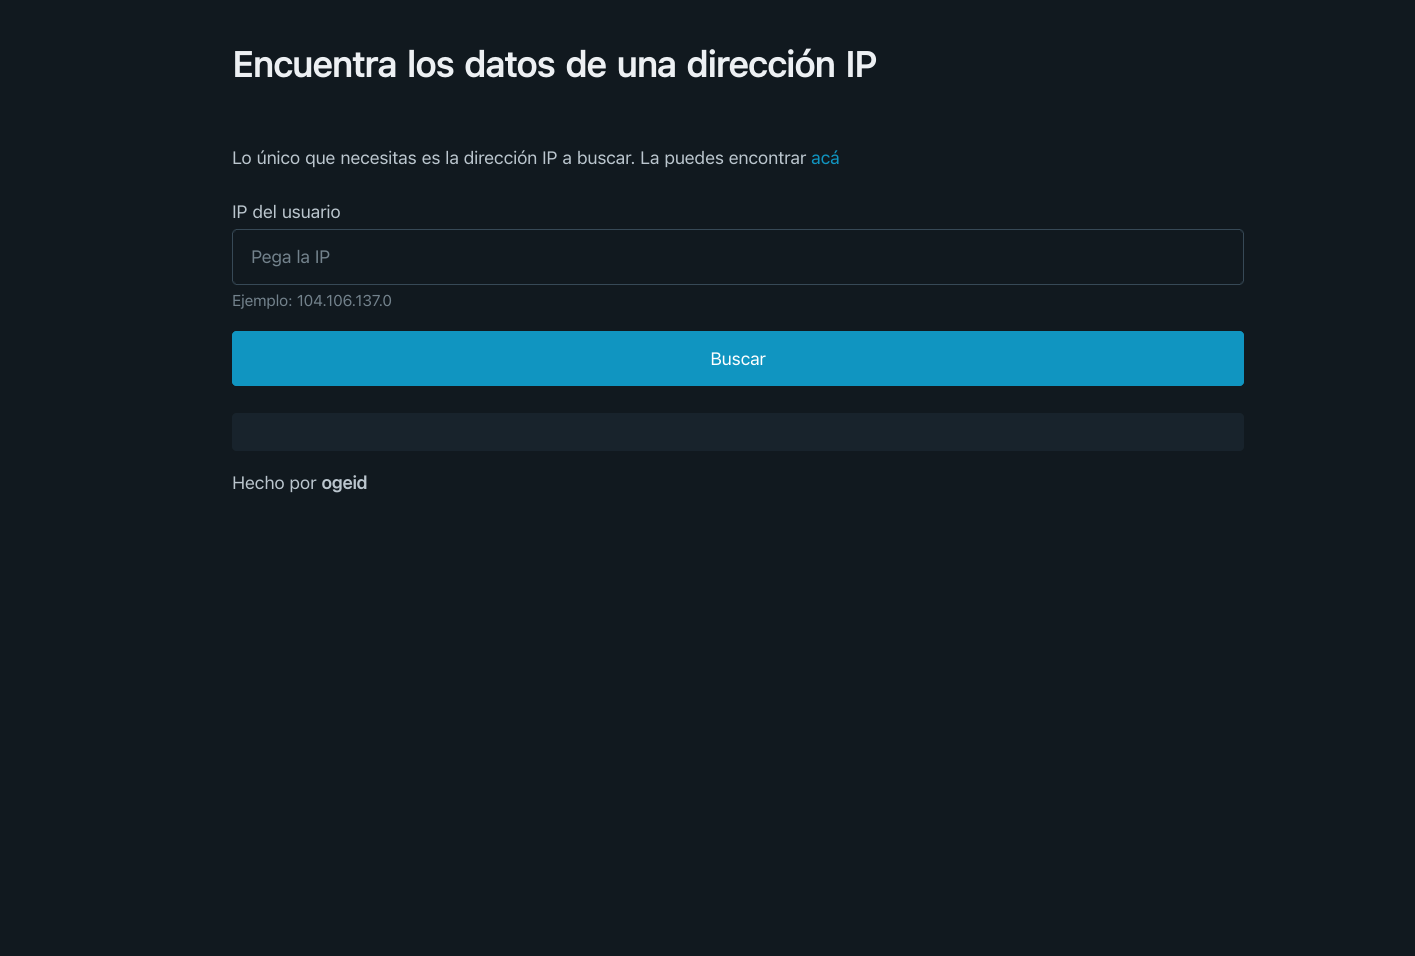 Encuentra los datos de una dirección IP
Lo único que necesitas es la dirección IP a buscar. La puedes encontrar acá
IP del usuario
Pega la IP
Ejemplo: 104.106.137.0
Buscar
Hecho por ogeid